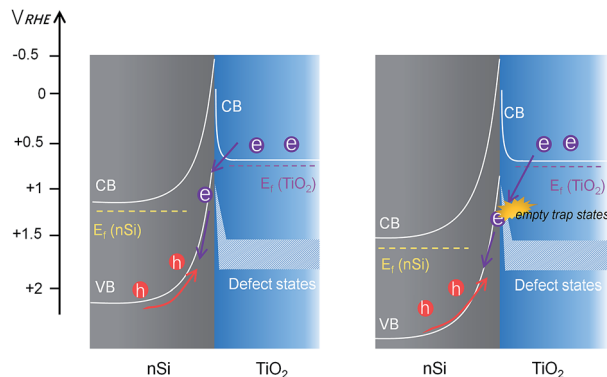 V RHE
-0.5
0
+0.5
+1
+1.5
+2
CB
e e
CB
e
E_f (TiO₂)
E_f (nSi)
h
h
VB
Defect states
nSi
TiO₂
CB
e e
E_f (TiO₂)
CB
e
empty trap states
E_f (nSi)
h
h
VB
Defect states
nSi
TiO₂